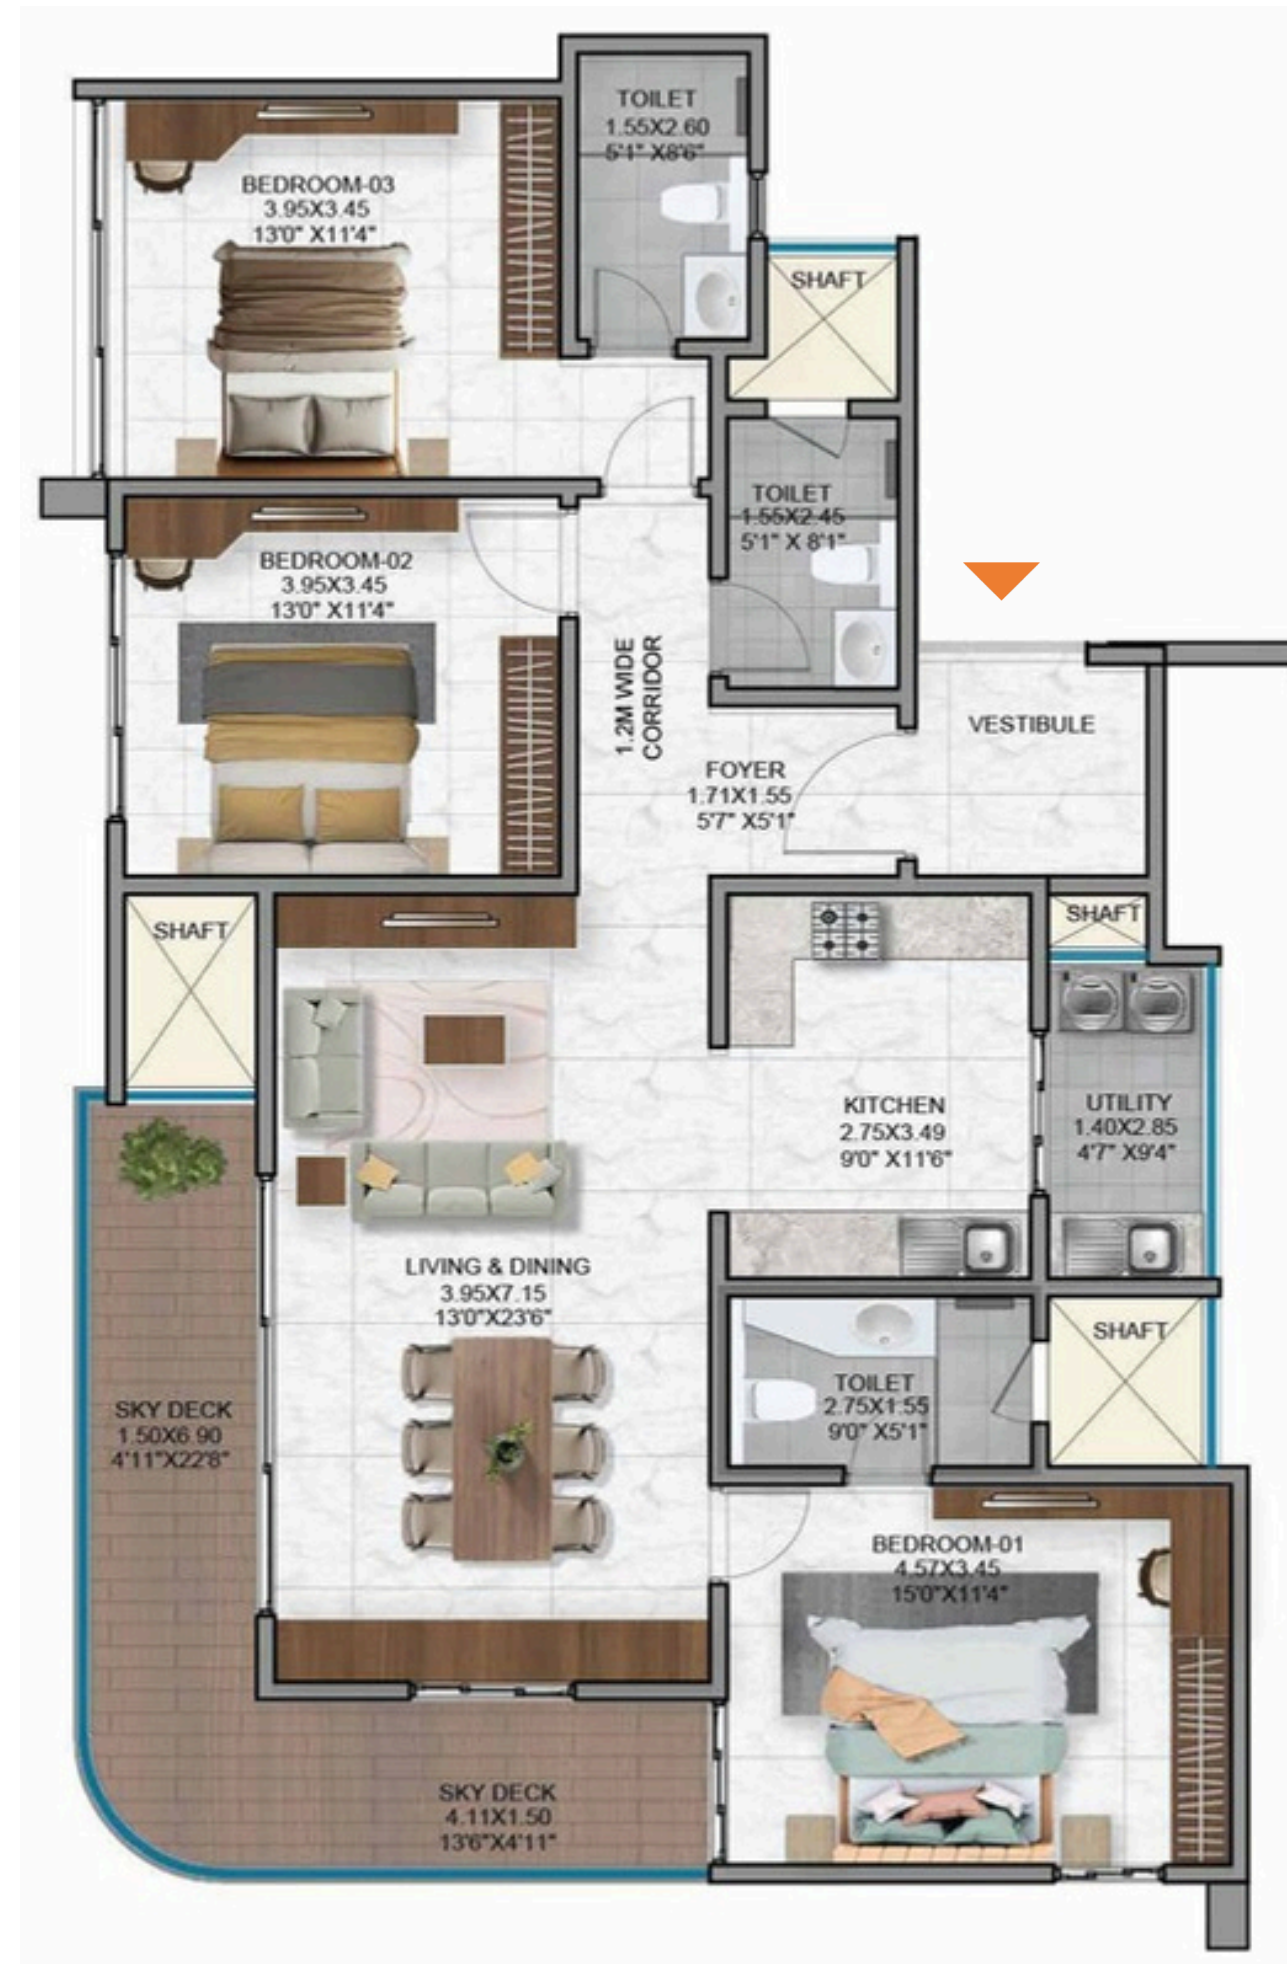 TOILET
1.55X2.60
5'1" X8'6"
BEDROOM-03
3.95X3.45
13'0" X11'4"
SHAFT
TOILET
1.55X2.45
5'1" X 8'1"
BEDROOM-02
3.95X3.45
13'0" X11'4"
1.2M WIDE
CORRIDOR
VESTIBULE
FOYER
1.71X1.55
5'7" X5'1"
SHAFT
SHAFT
KITCHEN
2.75X3.49
9'0" X11'6"
UTILITY
1.40X2.85
4'7" X9'4"
LIVING & DINING
3.95X7.15
13'0"X23'6"
SHAFT
TOILET
2.75X1.55
9'0" X5'1"
SKY DECK
1.50X6.90
4'11"X22'8"
BEDROOM-01
4.57X3.45
15'0"X11'4"
SKY DECK
4.11X1.50
13'6"X4'11"